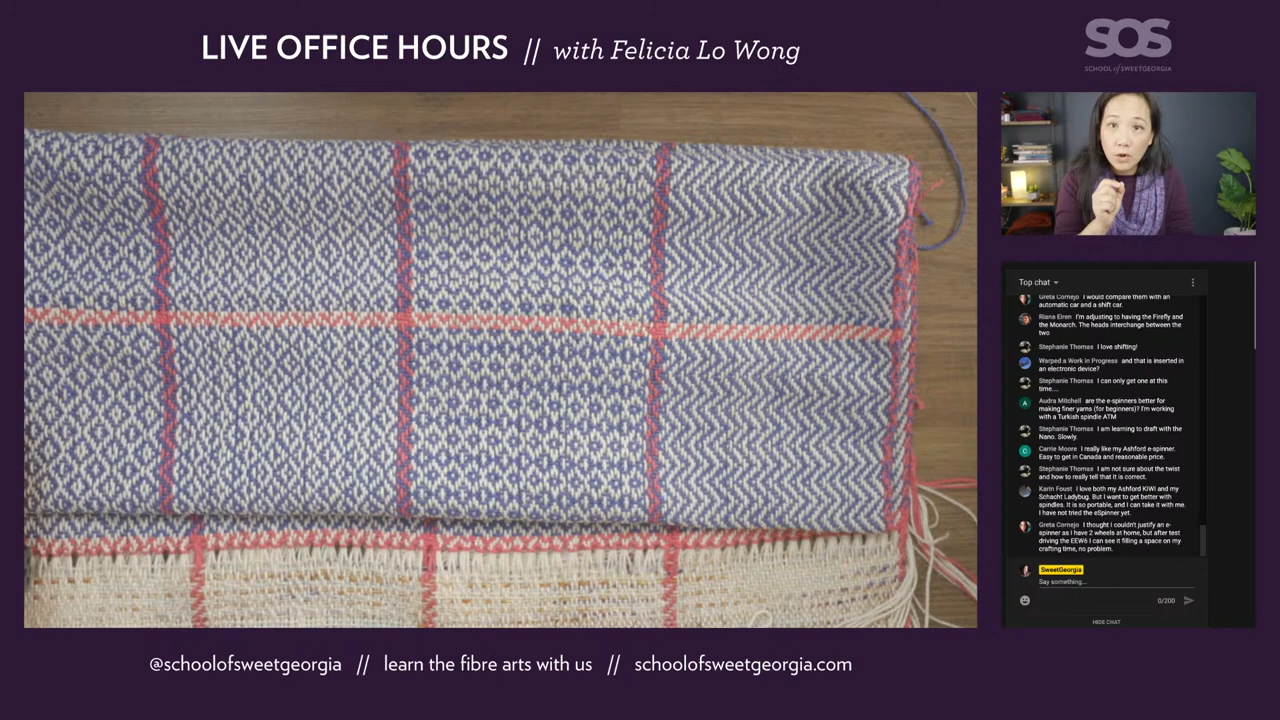 LIVE OFFICE HOURS // with Felicia Lo Wong
SOS
SCHOOL of SWEETGEORGIA
Top chat
Greta Cornejo I would compare them with an
automatic car and a shift car.
Riana Eiren I'm adjusting to having the Firefly and
the Monarch. The heads interchange between the
two
Stephanie Thomas I love shifting!
Warped a Work in Progress and that is inserted in
an electronic device?
Stephanie Thomas I can only get one at this
time....
A
Audra Mitchell are the e-spinners better for
making finer yarns (for beginners)? I'm working
with a Turkish spindle ATM
Stephanie Thomas I am learning to draft with the
Nano. Slowly.
C
Carrie Moore I really like my Ashford e-spinner.
Easy to get in Canada and reasonable price.
Stephanie Thomas I am not sure about the twist
and how to really tell that it is correct.
Karin Foust I love both my Ashford KIWI and my
Schacht Ladybug. But I want to get better with
spindles. It is so portable, and I can take it with me.
I have not tried the eSpinner yet.
Greta Cornejo I thought I couldn't justify an e-
spinner as I have 2 wheels at home, but after test
driving the EEW6 I can see it filling a space on my
crafting time, no problem.
SweetGeorgia
Say something...
0/200
HIDE CHAT
@schoolofsweetgeorgia // learn the fibre arts with us // schoolofsweetgeorgia.com